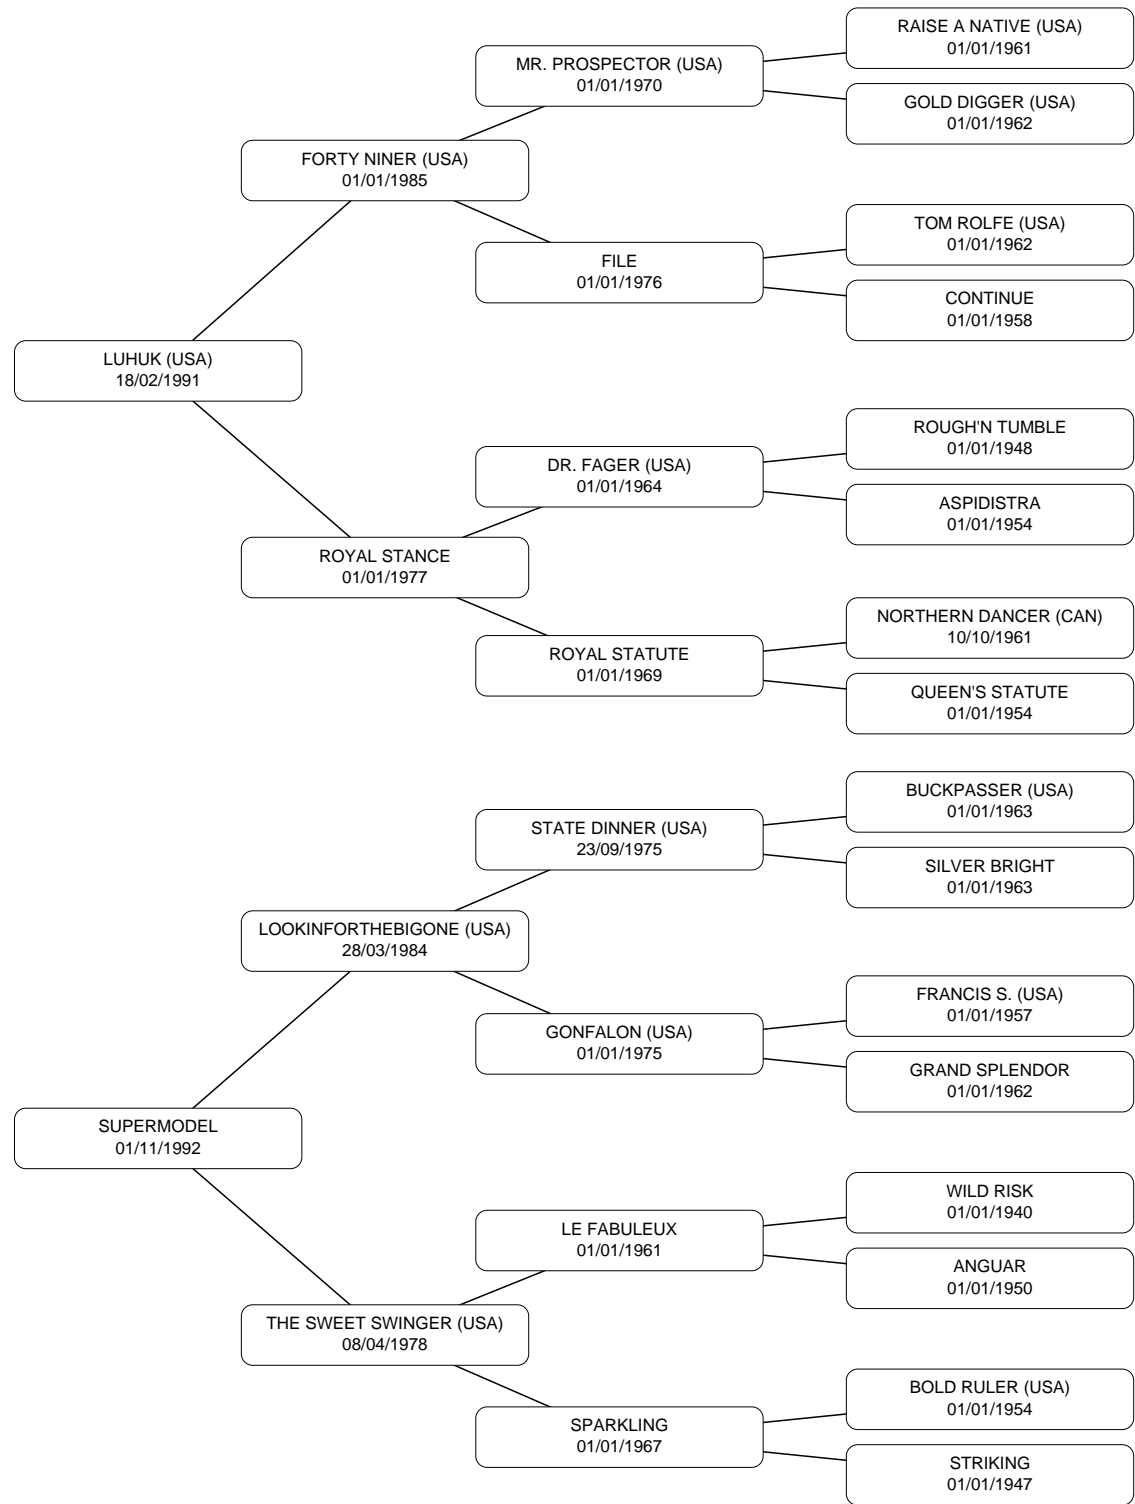 RAISE A NATIVE (USA)
01/01/1961
MR. PROSPECTOR (USA)
01/01/1970
GOLD DIGGER (USA)
01/01/1962
FORTY NINER (USA)
01/01/1985
TOM ROLFE (USA)
01/01/1962
FILE
01/01/1976
CONTINUE
01/01/1958
LUHUK (USA)
18/02/1991
ROUGH'N TUMBLE
01/01/1948
DR. FAGER (USA)
01/01/1964
ASPIDISTRA
01/01/1954
ROYAL STANCE
01/01/1977
NORTHERN DANCER (CAN)
10/10/1961
ROYAL STATUTE
01/01/1969
QUEEN'S STATUTE
01/01/1954
BUCKPASSER (USA)
01/01/1963
STATE DINNER (USA)
23/09/1975
SILVER BRIGHT
01/01/1963
LOOKINFORTHEBIGONE (USA)
28/03/1984
FRANCIS S. (USA)
01/01/1957
GONFALON (USA)
01/01/1975
GRAND SPLENDOR
01/01/1962
SUPERMODEL
01/11/1992
WILD RISK
01/01/1940
LE FABULEUX
01/01/1961
ANGUAR
01/01/1950
THE SWEET SWINGER (USA)
08/04/1978
BOLD RULER (USA)
01/01/1954
SPARKLING
01/01/1967
STRIKING
01/01/1947